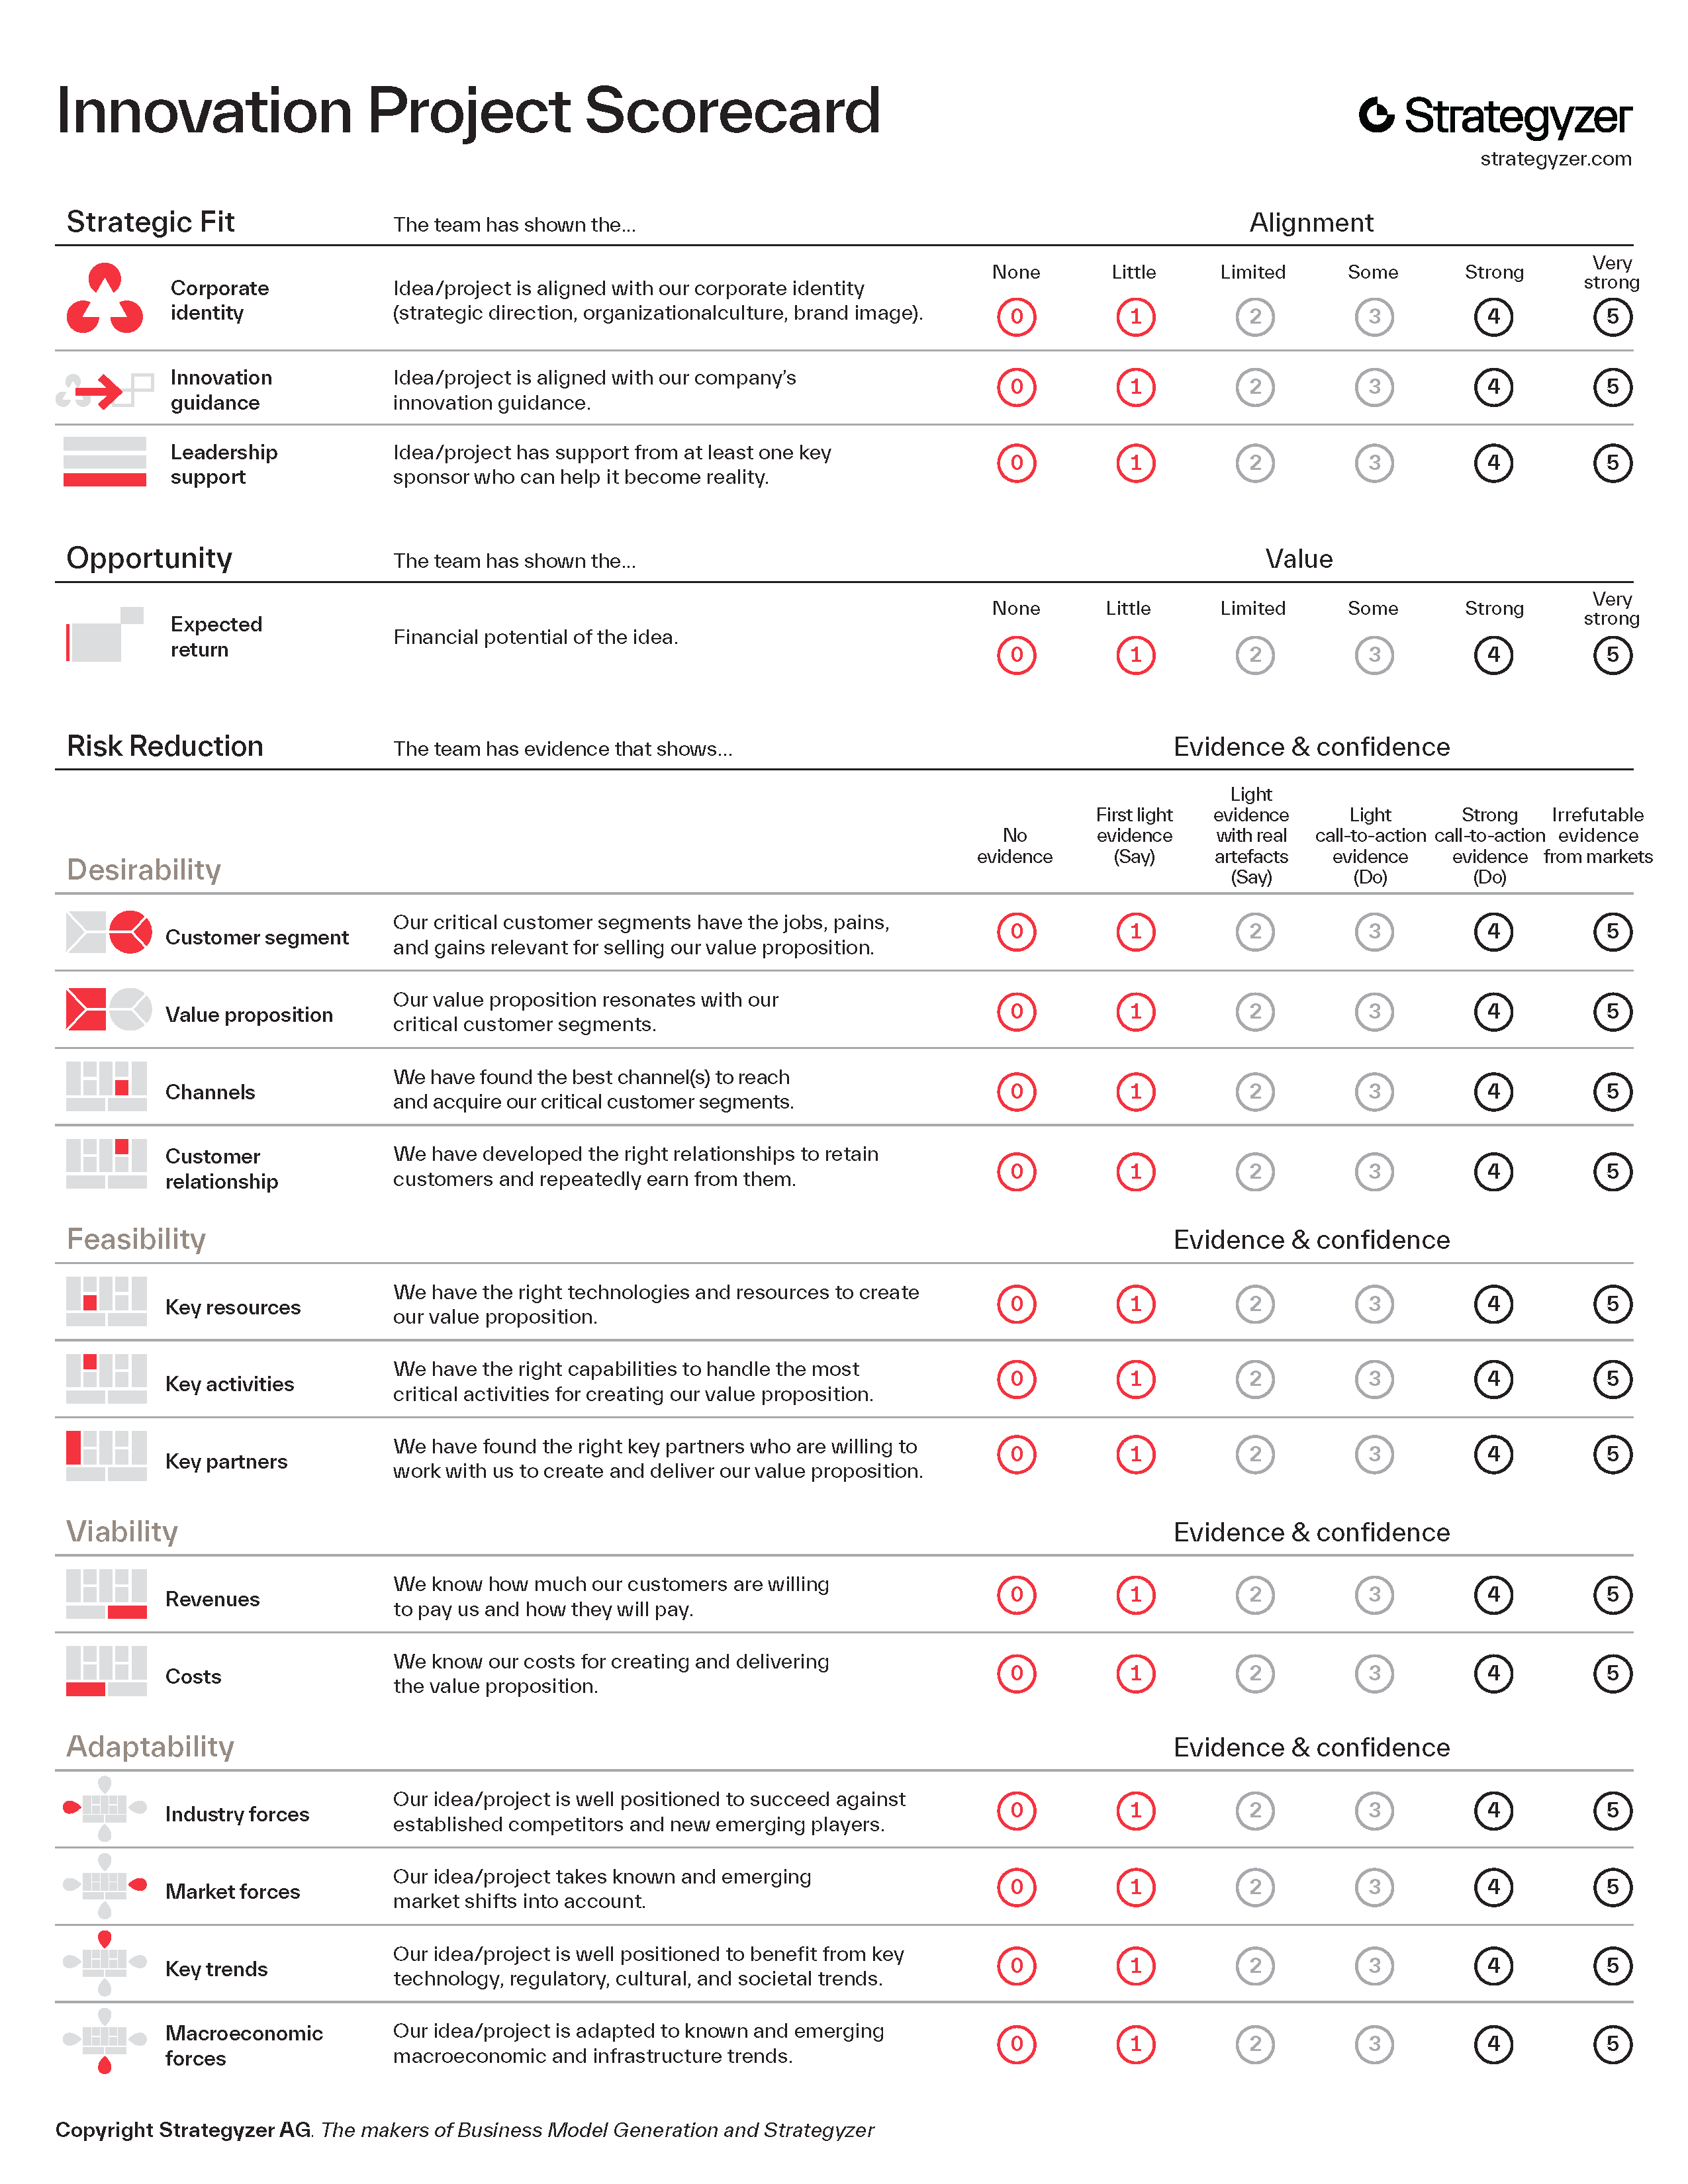 Innovation Project Scorecard
Strategyzer
strategyzer.com
Strategic Fit The team has shown the... Alignment
None Little Limited Some Strong Very strong
Corporate identity
Idea/project is aligned with our corporate identity
(strategic direction, organizationalculture, brand image).
0 1 2 3 4 5
Innovation guidance
Idea/project is aligned with our company's
innovation guidance.
0 1 2 3 4 5
Leadership support
Idea/project has support from at least one key
sponsor who can help it become reality.
0 1 2 3 4 5
Opportunity The team has shown the... Value
None Little Limited Some Strong Very strong
Expected return
Financial potential of the idea.
0 1 2 3 4 5
Risk Reduction The team has evidence that shows... Evidence & confidence
Desirability
No evidence
First light evidence (Say)
Light evidence with real artefacts (Say)
Light call-to-action evidence (Do)
Strong call-to-action evidence (Do)
Irrefutable evidence from markets
Customer segment
Our critical customer segments have the jobs, pains,
and gains relevant for selling our value proposition.
0 1 2 3 4 5
Value proposition
Our value proposition resonates with our
critical customer segments.
0 1 2 3 4 5
Channels
We have found the best channel(s) to reach
and acquire our critical customer segments.
0 1 2 3 4 5
Customer relationship
We have developed the right relationships to retain
customers and repeatedly earn from them.
0 1 2 3 4 5
Feasibility Evidence & confidence
Key resources
We have the right technologies and resources to create
our value proposition.
0 1 2 3 4 5
Key activities
We have the right capabilities to handle the most
critical activities for creating our value proposition.
0 1 2 3 4 5
Key partners
We have found the right key partners who are willing to
work with us to create and deliver our value proposition.
0 1 2 3 4 5
Viability Evidence & confidence
Revenues
We know how much our customers are willing
to pay us and how they will pay.
0 1 2 3 4 5
Costs
We know our costs for creating and delivering
the value proposition.
0 1 2 3 4 5
Adaptability Evidence & confidence
Industry forces
Our idea/project is well positioned to succeed against
established competitors and new emerging players.
0 1 2 3 4 5
Market forces
Our idea/project takes known and emerging
market shifts into account.
0 1 2 3 4 5
Key trends
Our idea/project is well positioned to benefit from key
technology, regulatory, cultural, and societal trends.
0 1 2 3 4 5
Macroeconomic forces
Our idea/project is adapted to known and emerging
macroeconomic and infrastructure trends.
0 1 2 3 4 5
Copyright Strategyzer AG. The makers of Business Model Generation and Strategyzer